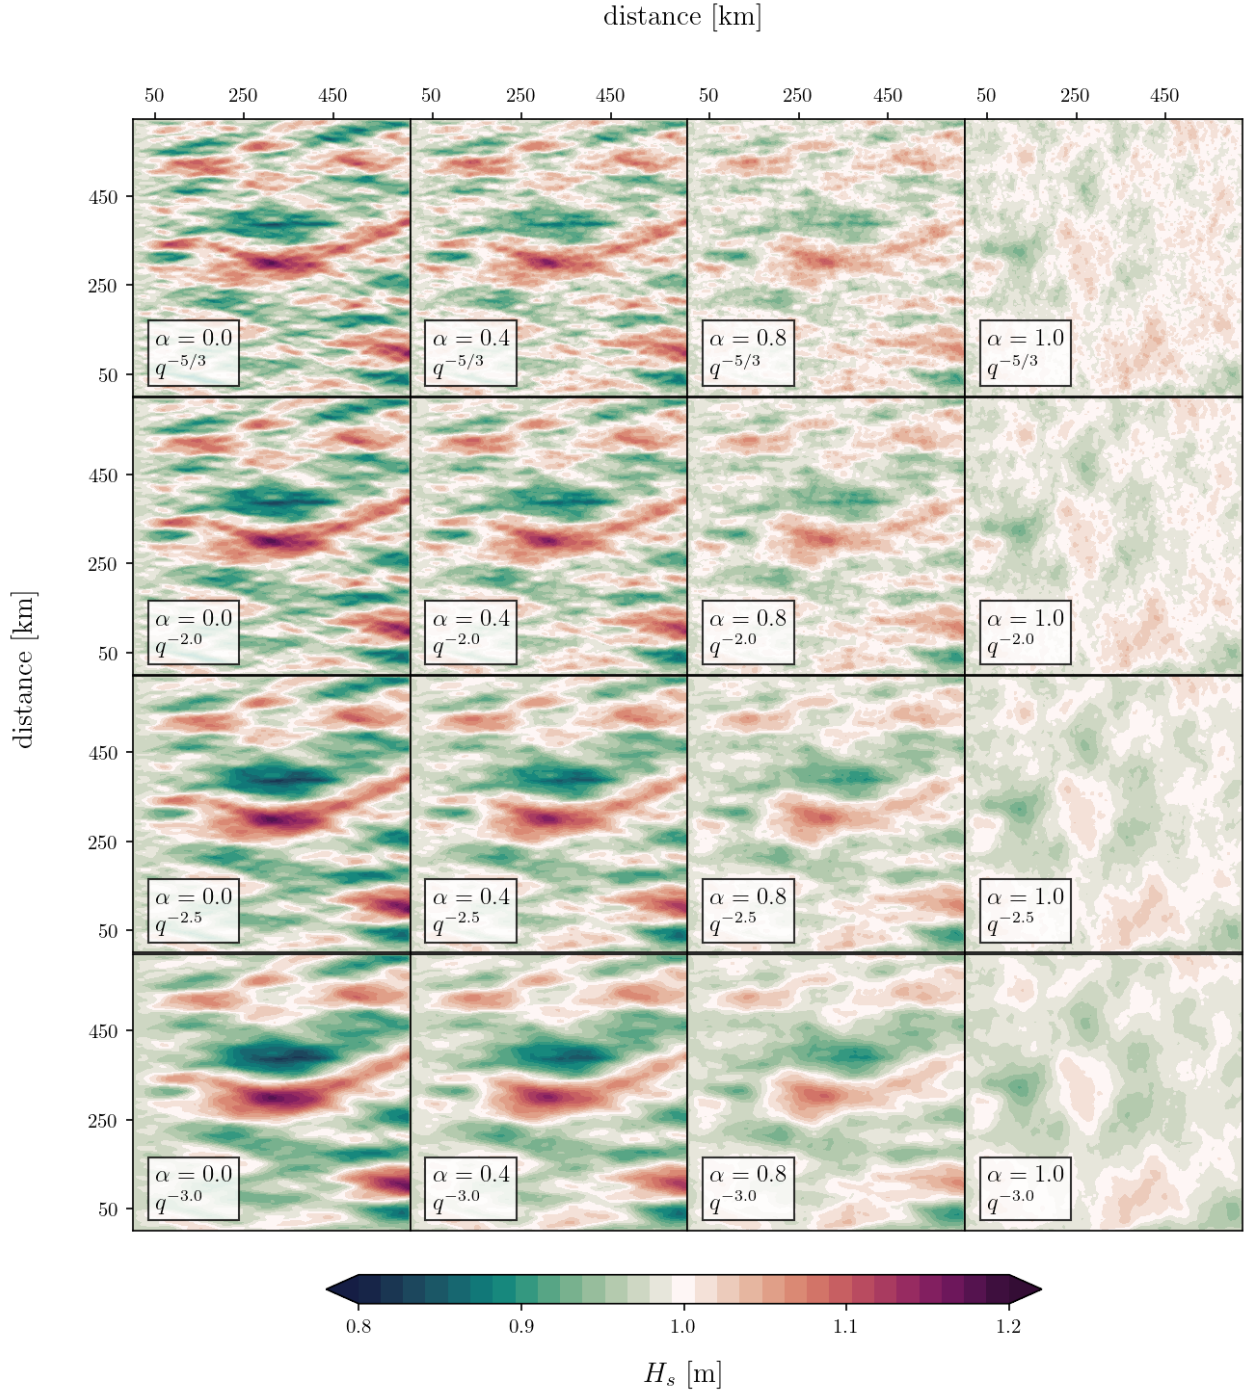 distance [km]
50 250 450 50 250 450 50 250 450 50 250 450
distance [km]
450
250
50
α = 0.0
q^{-5/3}
α = 0.4
q^{-5/3}
α = 0.8
q^{-5/3}
α = 1.0
q^{-5/3}
450
250
50
α = 0.0
q^{-2.0}
α = 0.4
q^{-2.0}
α = 0.8
q^{-2.0}
α = 1.0
q^{-2.0}
450
250
50
α = 0.0
q^{-2.5}
α = 0.4
q^{-2.5}
α = 0.8
q^{-2.5}
α = 1.0
q^{-2.5}
450
250
50
α = 0.0
q^{-3.0}
α = 0.4
q^{-3.0}
α = 0.8
q^{-3.0}
α = 1.0
q^{-3.0}
0.8 0.9 1.0 1.1 1.2
H_s [m]